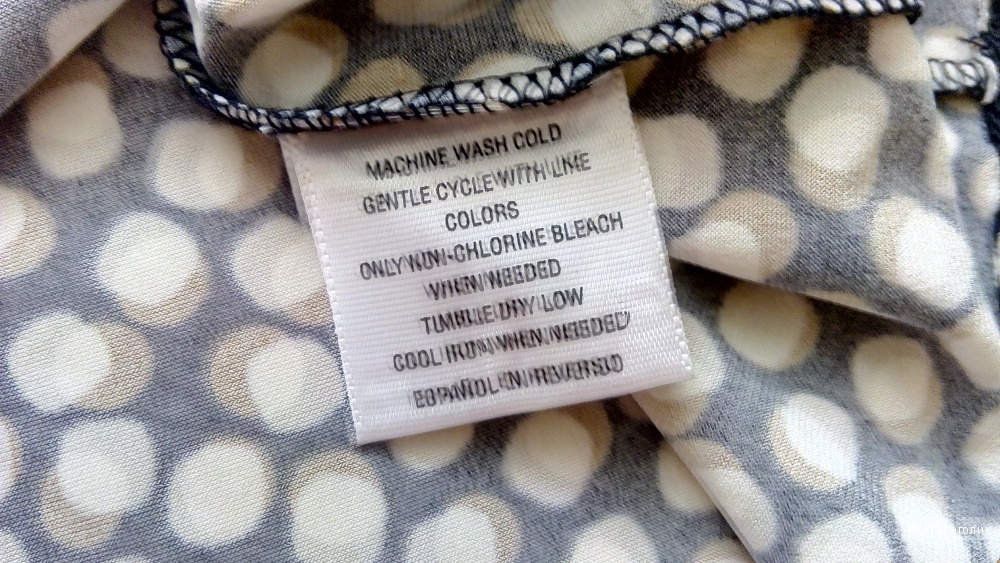 MACHINE WASH COLD
GENTLE CYCLE WITH LIKE
COLORS
ONLY NON-CHLORINE BLEACH
WHEN NEEDED
TUMBLE DRY LOW
COOL IRON WHEN NEEDED
ESPAÑOL EN REVERSO